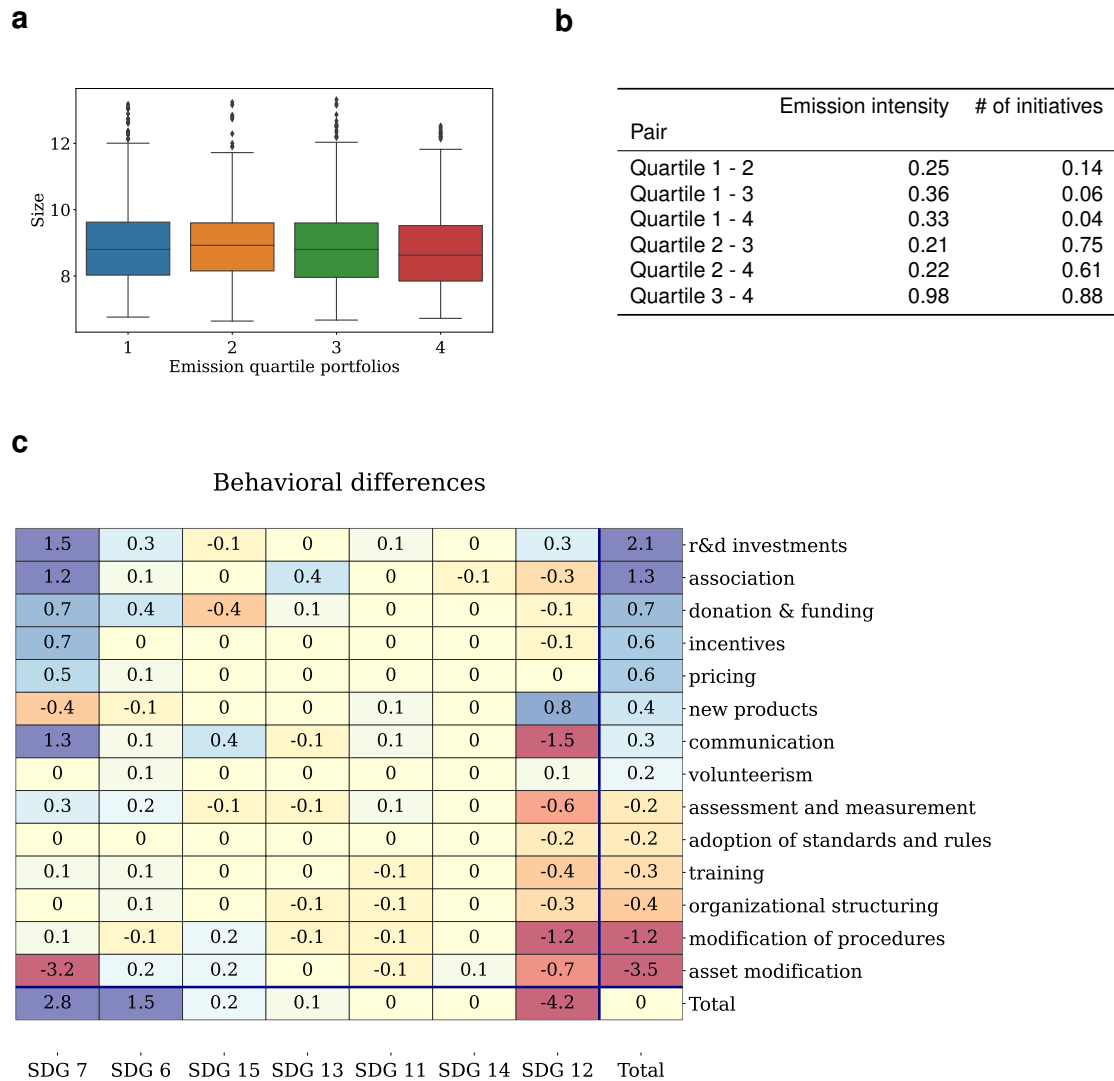 a
b
12
10
8
Size
1 2 3 4
Emission quartile portfolios
Emission intensity # of initiatives
Pair
Quartile 1 - 2 0.25 0.14
Quartile 1 - 3 0.36 0.06
Quartile 1 - 4 0.33 0.04
Quartile 2 - 3 0.21 0.75
Quartile 2 - 4 0.22 0.61
Quartile 3 - 4 0.98 0.88
c
Behavioral differences
1.5 0.3 -0.1 0 0.1 0 0.3 2.1 r&d investments
1.2 0.1 0 0.4 0 -0.1 -0.3 1.3 association
0.7 0.4 -0.4 0.1 0 0 -0.1 0.7 donation & funding
0.7 0 0 0 0 0 -0.1 0.6 incentives
0.5 0.1 0 0 0 0 0 0.6 pricing
-0.4 -0.1 0 0 0.1 0 0.8 0.4 new products
1.3 0.1 0.4 -0.1 0.1 0 -1.5 0.3 communication
0 0.1 0 0 0 0 0.1 0.2 volunteerism
0.3 0.2 -0.1 -0.1 0.1 0 -0.6 -0.2 assessment and measurement
0 0 0 0 0 0 -0.2 -0.2 adoption of standards and rules
0.1 0.1 0 0 -0.1 0 -0.4 -0.3 training
0 0.1 0 -0.1 -0.1 0 -0.3 -0.4 organizational structuring
0.1 -0.1 0.2 -0.1 -0.1 0 -1.2 -1.2 modification of procedures
-3.2 0.2 0.2 0 -0.1 0.1 -0.7 -3.5 asset modification
2.8 1.5 0.2 0.1 0 0 -4.2 0 Total
SDG 7 SDG 6 SDG 15 SDG 13 SDG 11 SDG 14 SDG 12 Total